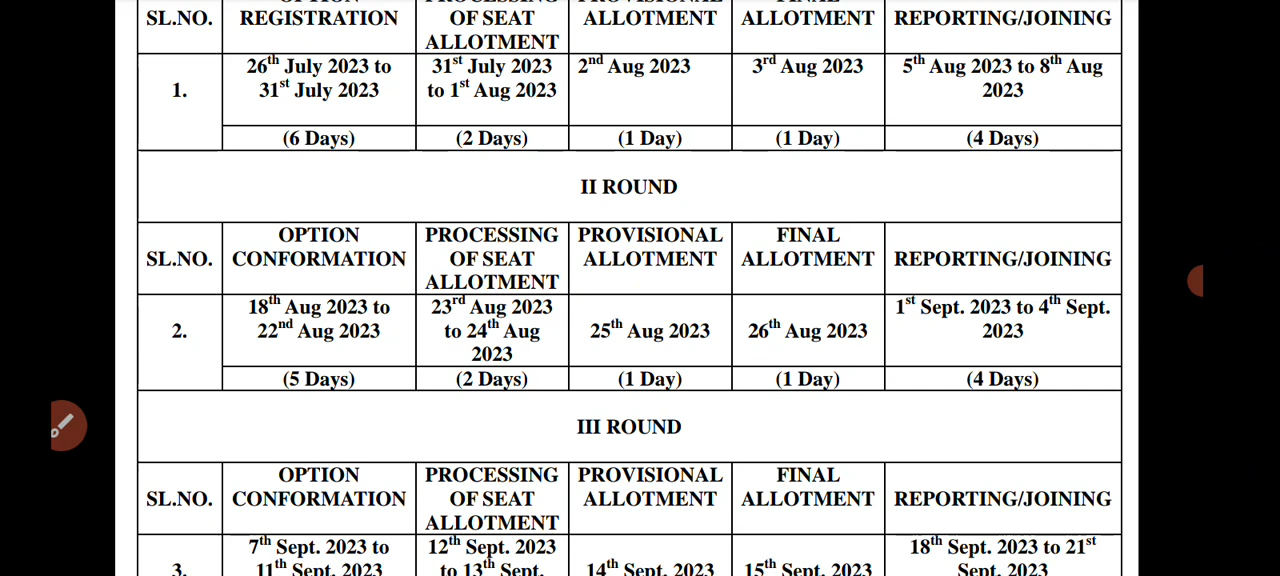 SL.NO. OPTION REGISTRATION PROCESSING OF SEAT ALLOTMENT PROVISIONAL ALLOTMENT FINAL ALLOTMENT REPORTING/JOINING
1. 26th July 2023 to 31st July 2023 31st July 2023 to 1st Aug 2023 2nd Aug 2023 3rd Aug 2023 5th Aug 2023 to 8th Aug 2023
(6 Days) (2 Days) (1 Day) (1 Day) (4 Days)
II ROUND
SL.NO. OPTION CONFORMATION PROCESSING OF SEAT ALLOTMENT PROVISIONAL ALLOTMENT FINAL ALLOTMENT REPORTING/JOINING
2. 18th Aug 2023 to 22nd Aug 2023 23rd Aug 2023 to 24th Aug 2023 25th Aug 2023 26th Aug 2023 1st Sept. 2023 to 4th Sept. 2023
(5 Days) (2 Days) (1 Day) (1 Day) (4 Days)
III ROUND
SL.NO. OPTION CONFORMATION PROCESSING OF SEAT ALLOTMENT PROVISIONAL ALLOTMENT FINAL ALLOTMENT REPORTING/JOINING
3. 7th Sept. 2023 to 11th Sept. 2023 12th Sept. 2023 to 13th Sept. 14th Sept. 2023 15th Sept. 2023 18th Sept. 2023 to 21st Sept. 2023